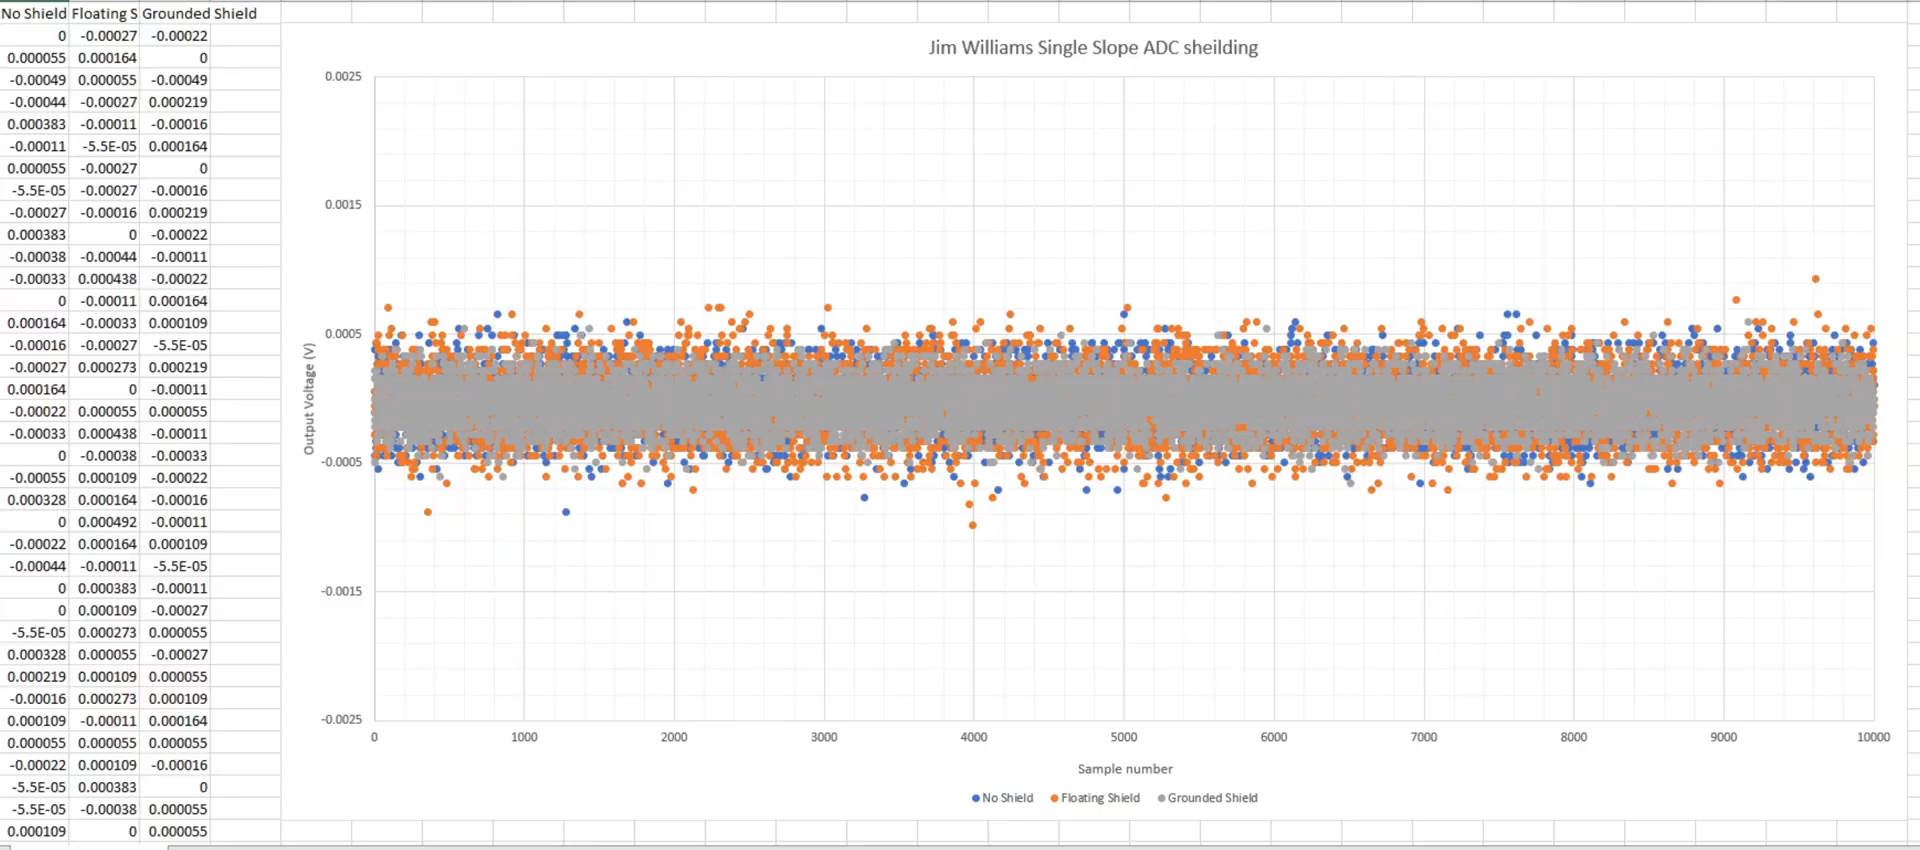 No Shield Floating S Grounded Shield
0 -0.00027 -0.00022
0.000055 0.000164 0
-0.00049 0.000055 -0.00049
-0.00044 -0.00027 0.000219
0.000383 -0.00011 -0.00016
-0.00011 -5.5E-05 0.000164
0.000055 -0.00027 0
-5.5E-05 -0.00027 -0.00016
-0.00027 -0.00016 0.000219
0.000383 0 -0.00022
-0.00038 -0.00044 -0.00011
-0.00033 0.000438 -0.00022
0 -0.00011 0.000164
0.000164 -0.00033 0.000109
-0.00016 -0.00027 -5.5E-05
-0.00027 0.000273 0.000219
0.000164 0 -0.00011
-0.00022 0.000055 0.000055
-0.00033 0.000438 -0.00011
0 -0.00038 -0.00033
-0.00055 0.000109 -0.00022
0.000328 0.000164 -0.00016
0 0.000492 -0.00011
-0.00022 0.000164 0.000109
-0.00044 -0.00011 -5.5E-05
0 0.000383 -0.00011
0 0.000109 -0.00027
-5.5E-05 0.000273 0.000055
0.000328 0.000055 -0.00027
0.000219 0.000109 0.000055
-0.00016 0.000273 0.000109
0.000109 -0.00011 0.000164
0.000055 0.000055 0.000055
-0.00022 0.000109 -0.00016
-5.5E-05 0.000383 0
-5.5E-05 -0.00038 0.000055
0.000109 0 0.000055
Jim Williams Single Slope ADC sheilding
Output Voltage (V)
0.0025
0.0015
0.0005
-0.0005
-0.0015
-0.0025
0 1000 2000 3000 4000 5000 6000 7000 8000 9000 10000
Sample number
No Shield Floating Shield Grounded Shield